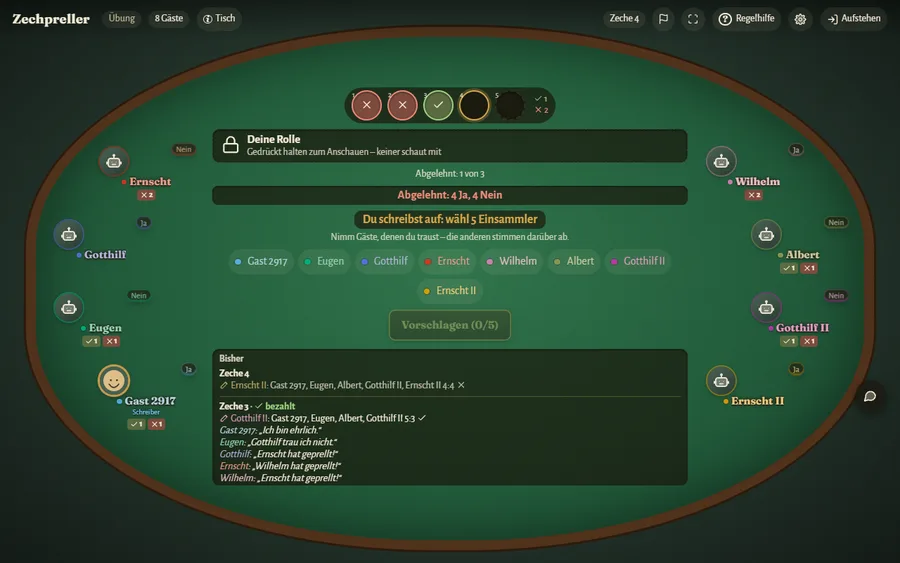 Zechpreller Übung 8 Gäste Tisch Zeche 4 Regelhilfe Aufstehen
1 2 3 4 5 ✓ 1
✕ 2
Deine Rolle
Gedrückt halten zum Anschauen – keiner schaut mit
Abgelehnt: 1 von 3
Abgelehnt: 4 Ja, 4 Nein
Du schreibst auf: wähl 5 Einsammler
Nimm Gäste, denen du traust – die anderen stimmen darüber ab.
Gast 2917 Eugen Gotthilf Ernscht Wilhelm Albert Gotthilf II
Ernscht II
Vorschlagen (0/5)
Bisher
Zeche 4
Ernscht II: Gast 2917, Eugen, Albert, Gotthilf II, Ernscht II 4:4 ✕
Zeche 3 · ✓ bezahlt
Gotthilf II: Gast 2917, Eugen, Albert, Gotthilf II 5:3 ✓
Gast 2917: „Ich bin ehrlich.“
Eugen: „Gotthilf trau ich nicht.“
Gotthilf: „Ernscht hat geprellt!“
Ernscht: „Wilhelm hat geprellt!“
Wilhelm: „Ernscht hat geprellt!“
Nein
Ernscht
✕ 2
Ja
Gotthilf
Nein
Eugen
✓ 1 ✕ 1
Ja
Gast 2917
Schreiber
✓ 1 ✕ 1
Ja
Wilhelm
✕ 2
Nein
Albert
✓ 1 ✕ 1
Nein
Gotthilf II
✓ 1 ✕ 1
Ja
Ernscht II